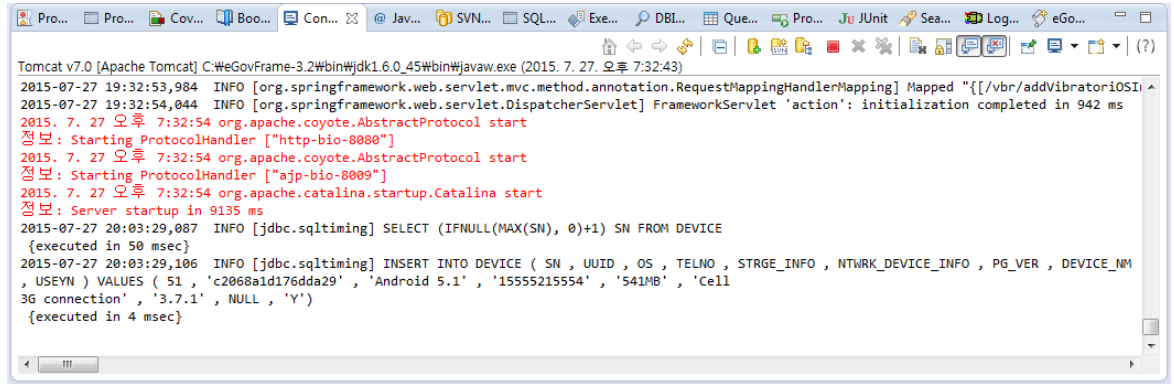 Pro... Pro... Cov... Boo... Con... @ Jav... SVN... SQL... Exe... DBI... Que... Pro... Ju JUnit Sea... Log... eGo...
(?)
Tomcat v7.0 [Apache Tomcat] C:₩eGovFrame-3.2₩bin₩jdk1.6.0_45₩bin₩javaw.exe (2015. 7. 27. 오후 7:32:43)
2015-07-27 19:32:53,984 INFO [org.springframework.web.servlet.mvc.method.annotation.RequestMappingHandlerMapping] Mapped "{[/vbr/addVibratoriOSI
2015-07-27 19:32:54,044 INFO [org.springframework.web.servlet.DispatcherServlet] FrameworkServlet 'action': initialization completed in 942 ms
2015. 7. 27 오후 7:32:54 org.apache.coyote.AbstractProtocol start
정보: Starting ProtocolHandler ["http-bio-8080"]
2015. 7. 27 오후 7:32:54 org.apache.coyote.AbstractProtocol start
정보: Starting ProtocolHandler ["ajp-bio-8009"]
2015. 7. 27 오후 7:32:54 org.apache.catalina.startup.Catalina start
정보: Server startup in 9135 ms
2015-07-27 20:03:29,087 INFO [jdbc.sqltiming] SELECT (IFNULL(MAX(SN), 0)+1) SN FROM DEVICE
{executed in 50 msec}
2015-07-27 20:03:29,106 INFO [jdbc.sqltiming] INSERT INTO DEVICE ( SN , UUID , OS , TELNO , STRGE_INFO , NTWRK_DEVICE_INFO , PG_VER , DEVICE_NM
, USEYN ) VALUES ( 51 , 'c2068a1d176dda29' , 'Android 5.1' , '15555215554' , '541MB' , 'Cell
3G connection' , '3.7.1' , NULL , 'Y')
{executed in 4 msec}